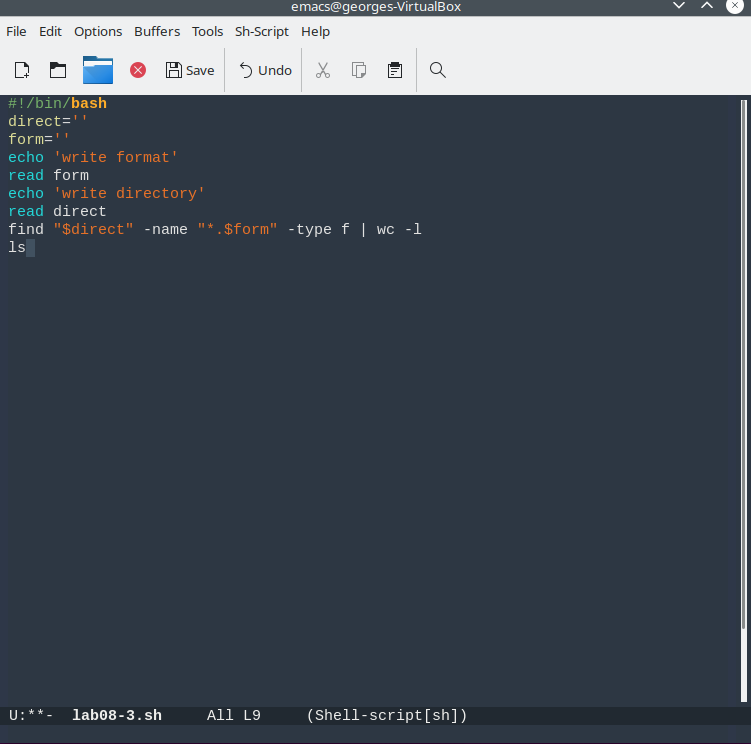 emacs@georges-VirtualBox
File Edit Options Buffers Tools Sh-Script Help
Save Undo
#!/bin/bash
direct=''
form=''
echo 'write format'
read form
echo 'write directory'
read direct
find "$direct" -name "*.$form" -type f | wc -l
ls
U:**-  lab08-3.sh     All L9     (Shell-script[sh])